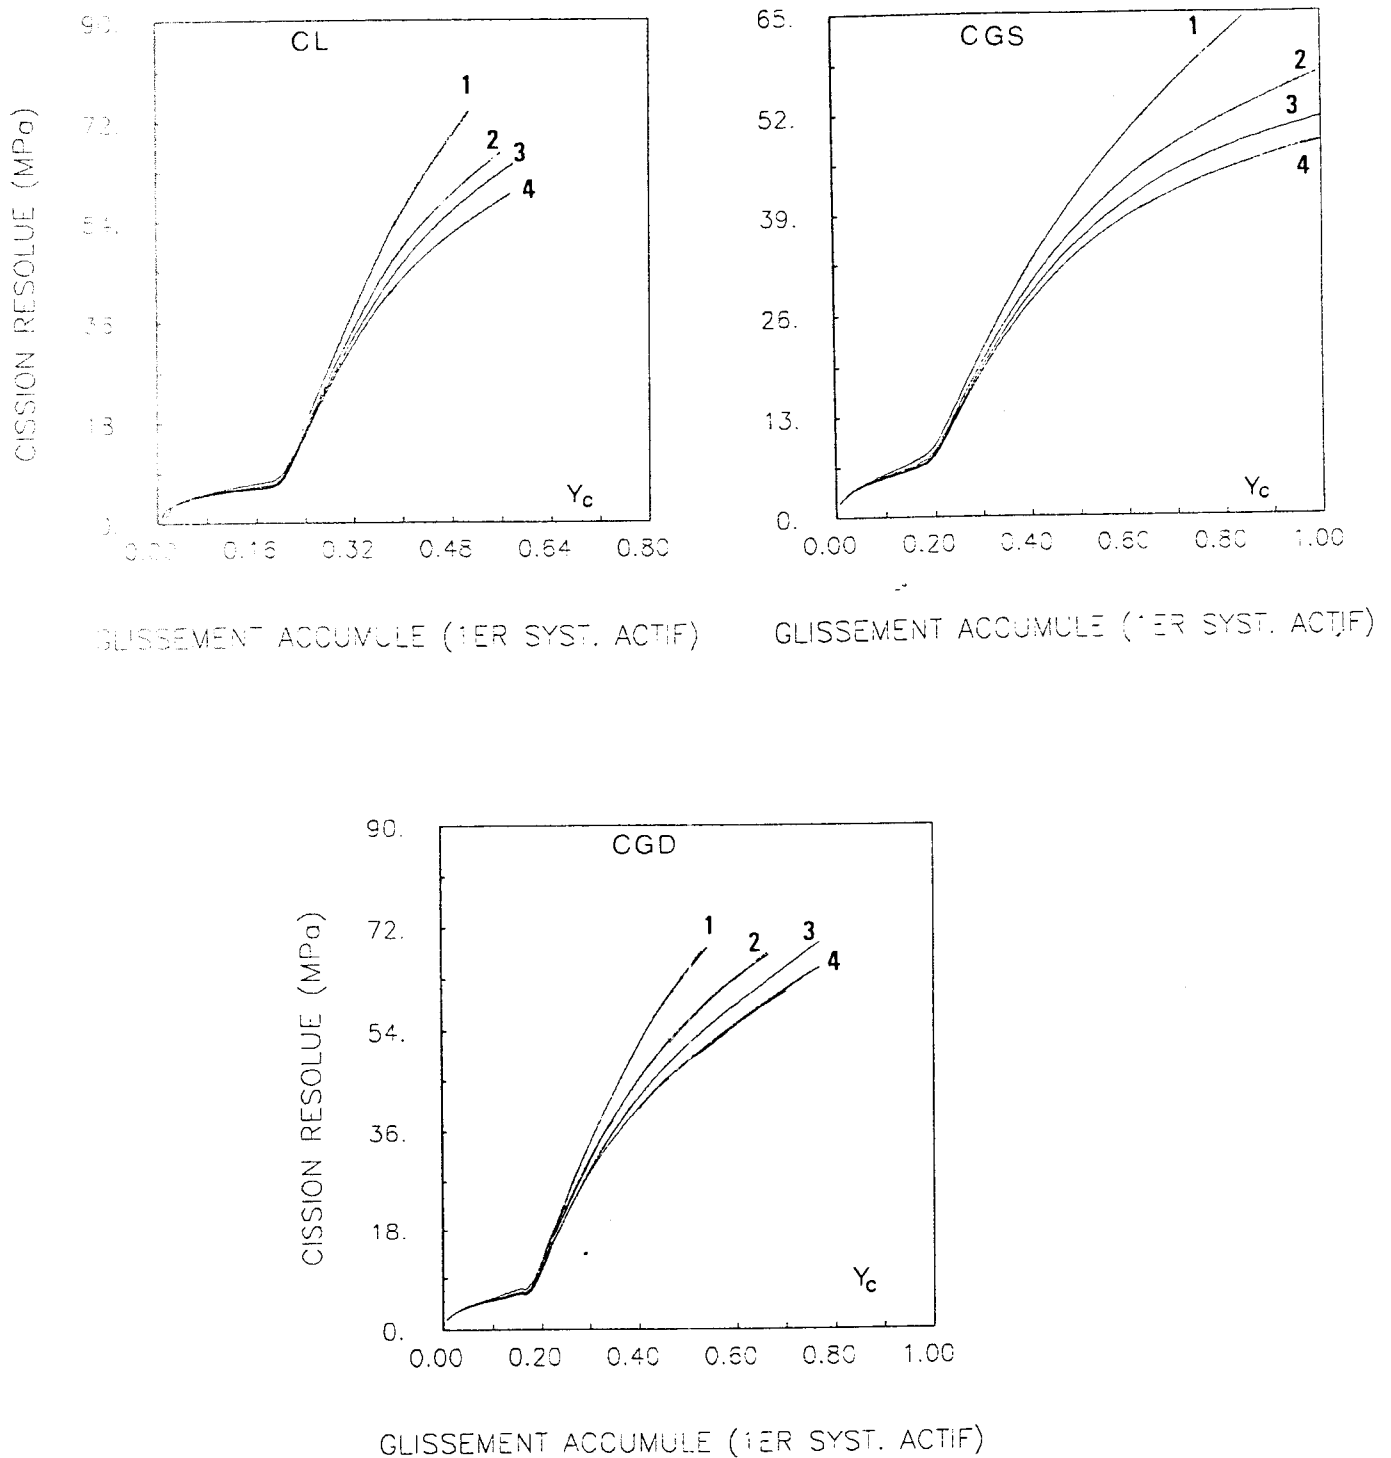 CL
CISSION RESOLUE (MPa)
90.
72.
54.
36
18
0.
1
2
3
4
Yc
0.00 0.16 0.32 0.48 0.64 0.80
GLISSEMENT ACCUMULE (1ER SYST. ACTIF)
CGS
65.
52.
39.
26.
13.
0.
1
2
3
4
Yc
0.00 0.20 0.40 0.60 0.80 1.00
GLISSEMENT ACCUMULE (1ER SYST. ACTIF)
CGD
CISSION RESOLUE (MPa)
90.
72.
54.
36.
18.
0.
1
2
3
4
Yc
0.00 0.20 0.40 0.60 0.80 1.00
GLISSEMENT ACCUMULE (1ER SYST. ACTIF)